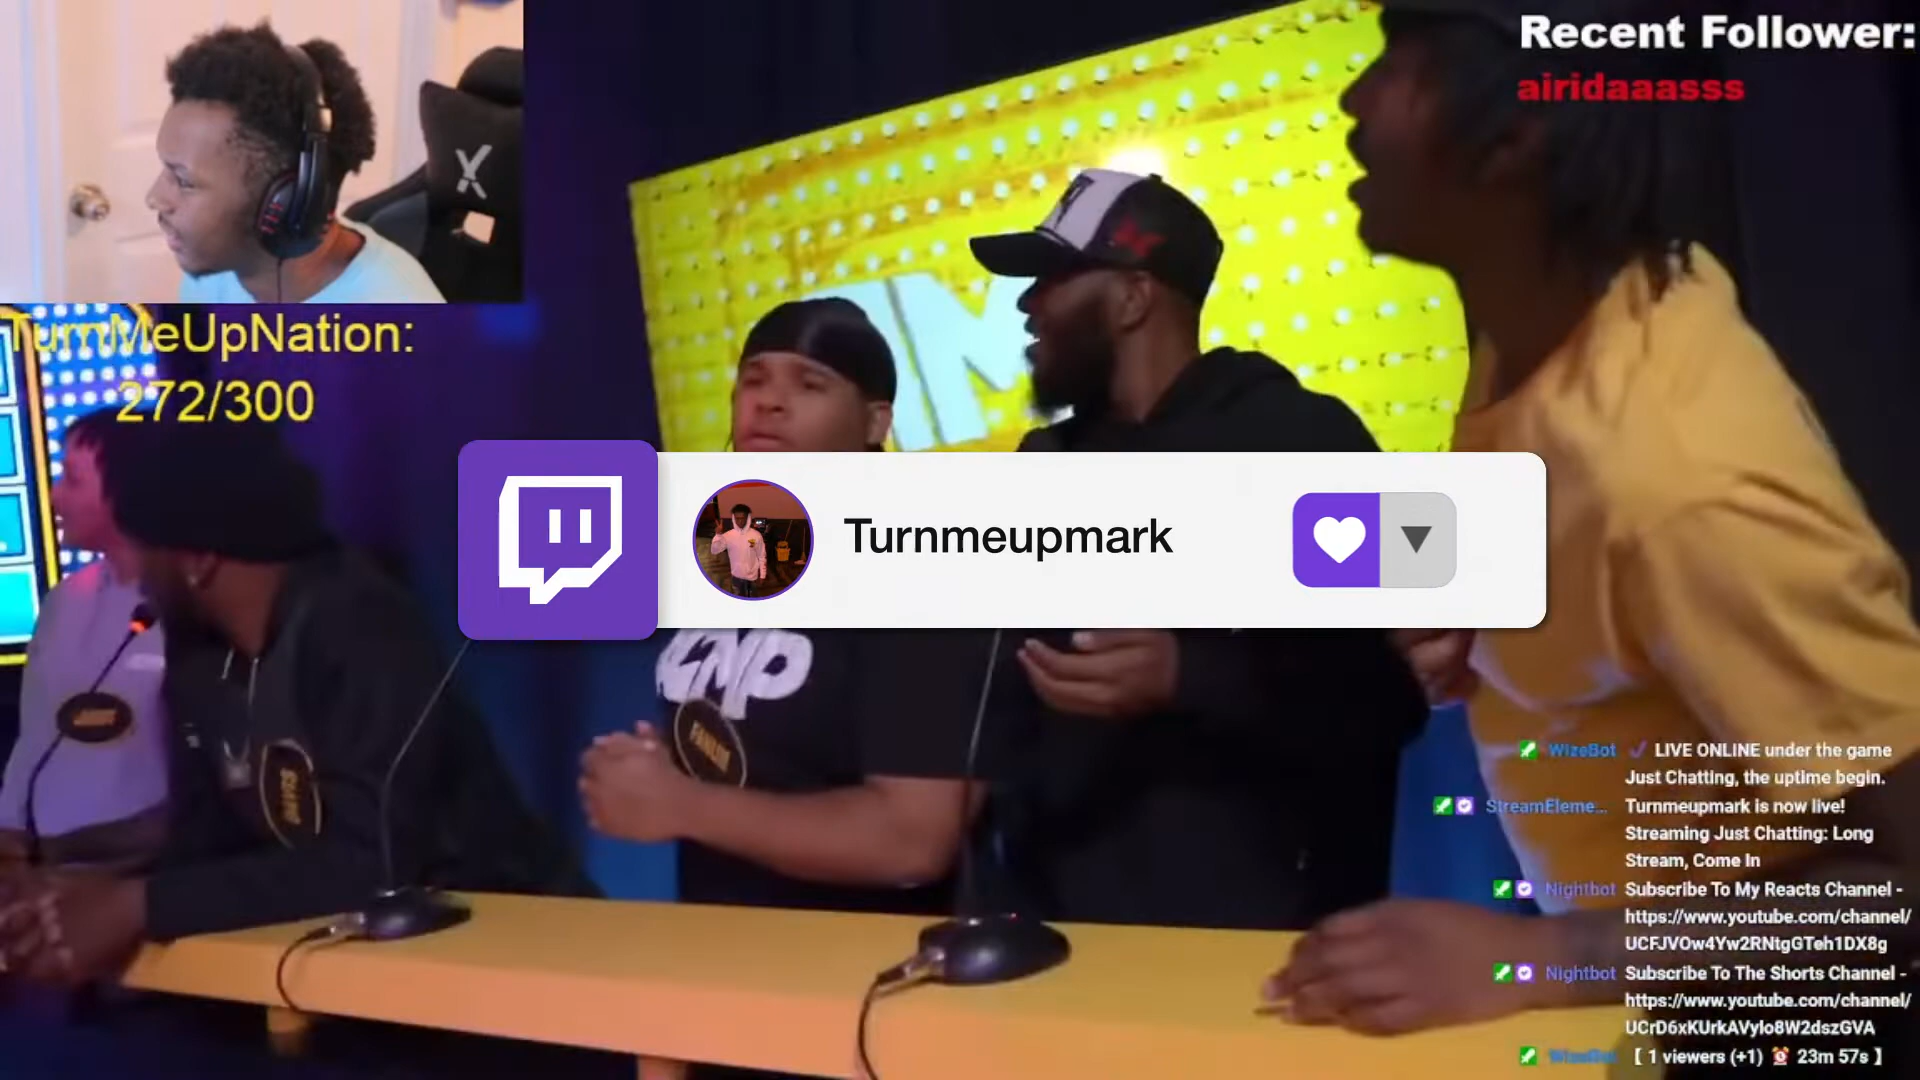 Recent Follower:
airidaaasss
TurnMeUpNation:
272/300
Turnmeupmark
WizeBot LIVE ONLINE under the game
Just Chatting, the uptime begin.
StreamEleme... Turnmeupmark is now live!
Streaming Just Chatting: Long
Stream, Come In
Nightbot Subscribe To My Reacts Channel -
https://www.youtube.com/channel/
UCFJVOw4Yw2RNtgGTeh1DX8g
Nightbot Subscribe To The Shorts Channel -
https://www.youtube.com/channel/
UCrD6xKUrkAVylo8W2dszGVA
WizeBot [ 1 viewers (+1) 23m 57s ]